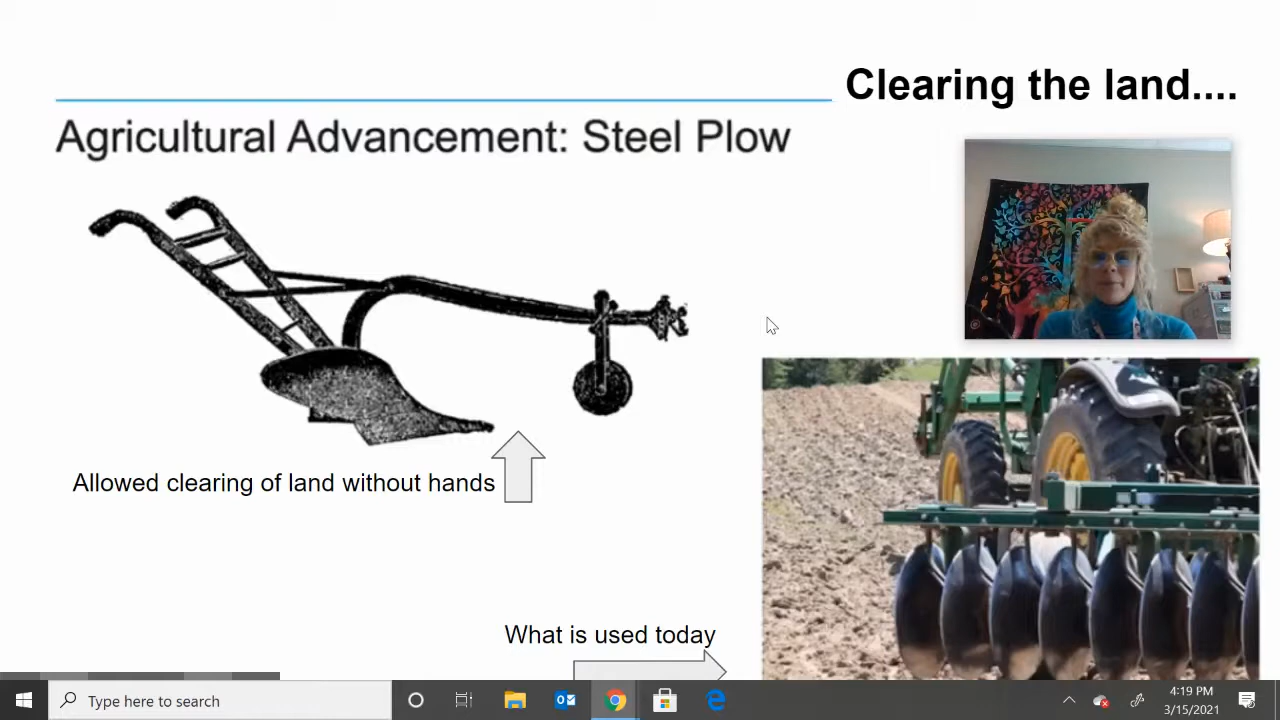 Clearing the land....
Agricultural Advancement: Steel Plow
Allowed clearing of land without hands
What is used today
Type here to search
4:19 PM
3/15/2021